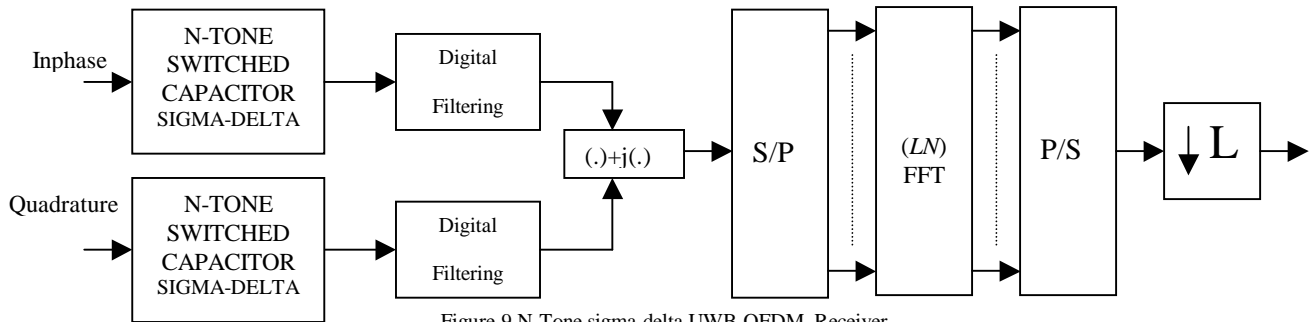 Inphase
N-TONE
SWITCHED
CAPACITOR
SIGMA-DELTA
Digital
Filtering
Quadrature
N-TONE
SWITCHED
CAPACITOR
SIGMA-DELTA
Digital
Filtering
(.)+j(.)
S/P
(LN)
FFT
P/S
↓ L
Figure 9 N-Tone sigma-delta UWB OFDM Receiver